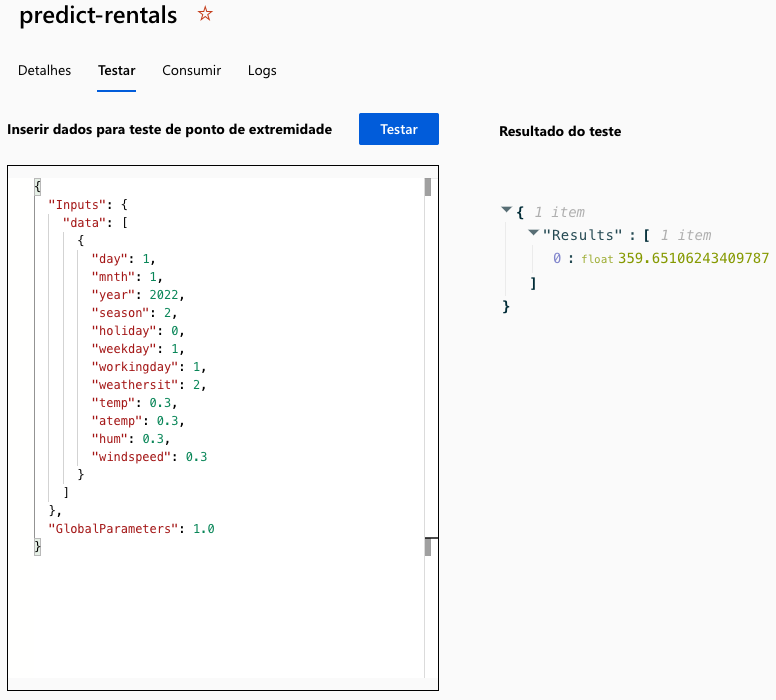 predict-rentals ☆
Detalhes Testar Consumir Logs
Inserir dados para teste de ponto de extremidade
Testar
{
"Inputs": {
"data": [
{
"day": 1,
"mnth": 1,
"year": 2022,
"season": 2,
"holiday": 0,
"weekday": 1,
"workingday": 1,
"weathersit": 2,
"temp": 0.3,
"atemp": 0.3,
"hum": 0.3,
"windspeed": 0.3
}
]
},
"GlobalParameters": 1.0
}
Resultado do teste
{ 1 item
"Results" : [ 1 item
0 : float 359.65106243409787
]
}